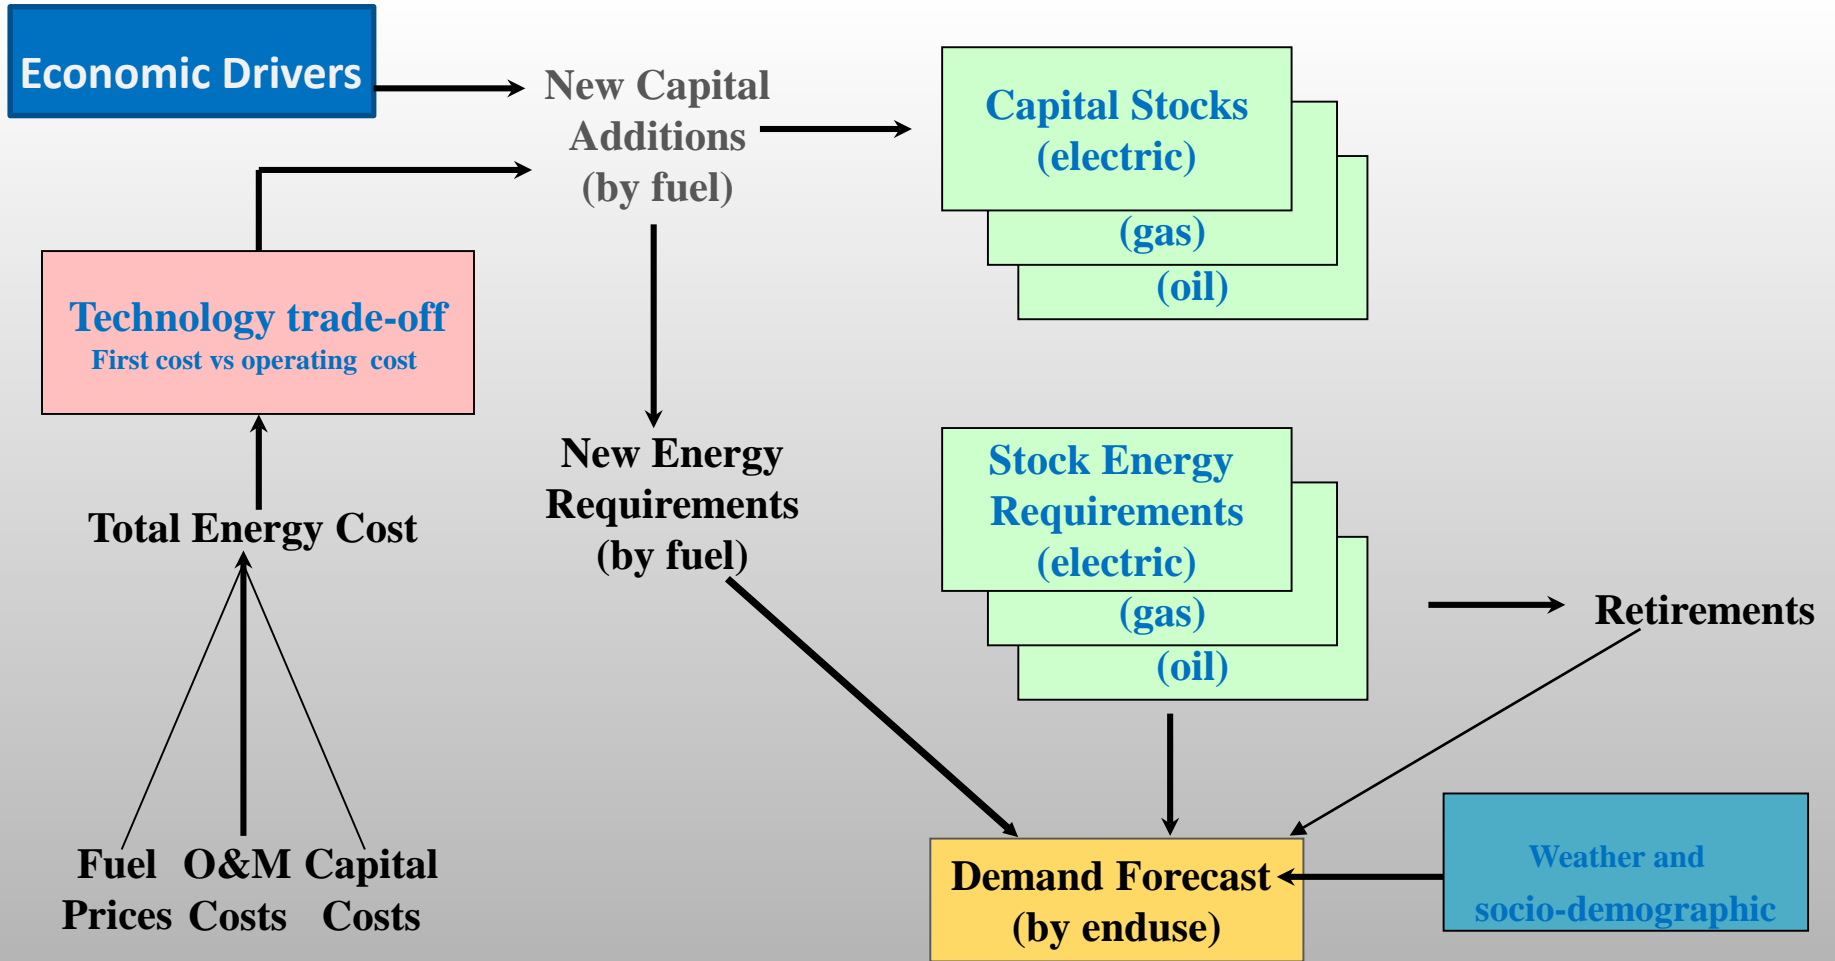 Economic Drivers
New Capital
Additions
(by fuel)
Capital Stocks
(electric)
(gas)
(oil)
Technology trade-off
First cost vs operating cost
New Energy
Requirements
(by fuel)
Stock Energy
Requirements
(electric)
(gas)
(oil)
Total Energy Cost
Retirements
Fuel
Prices
O&M
Costs
Capital
Costs
Demand Forecast
(by enduse)
Weather and
socio-demographic